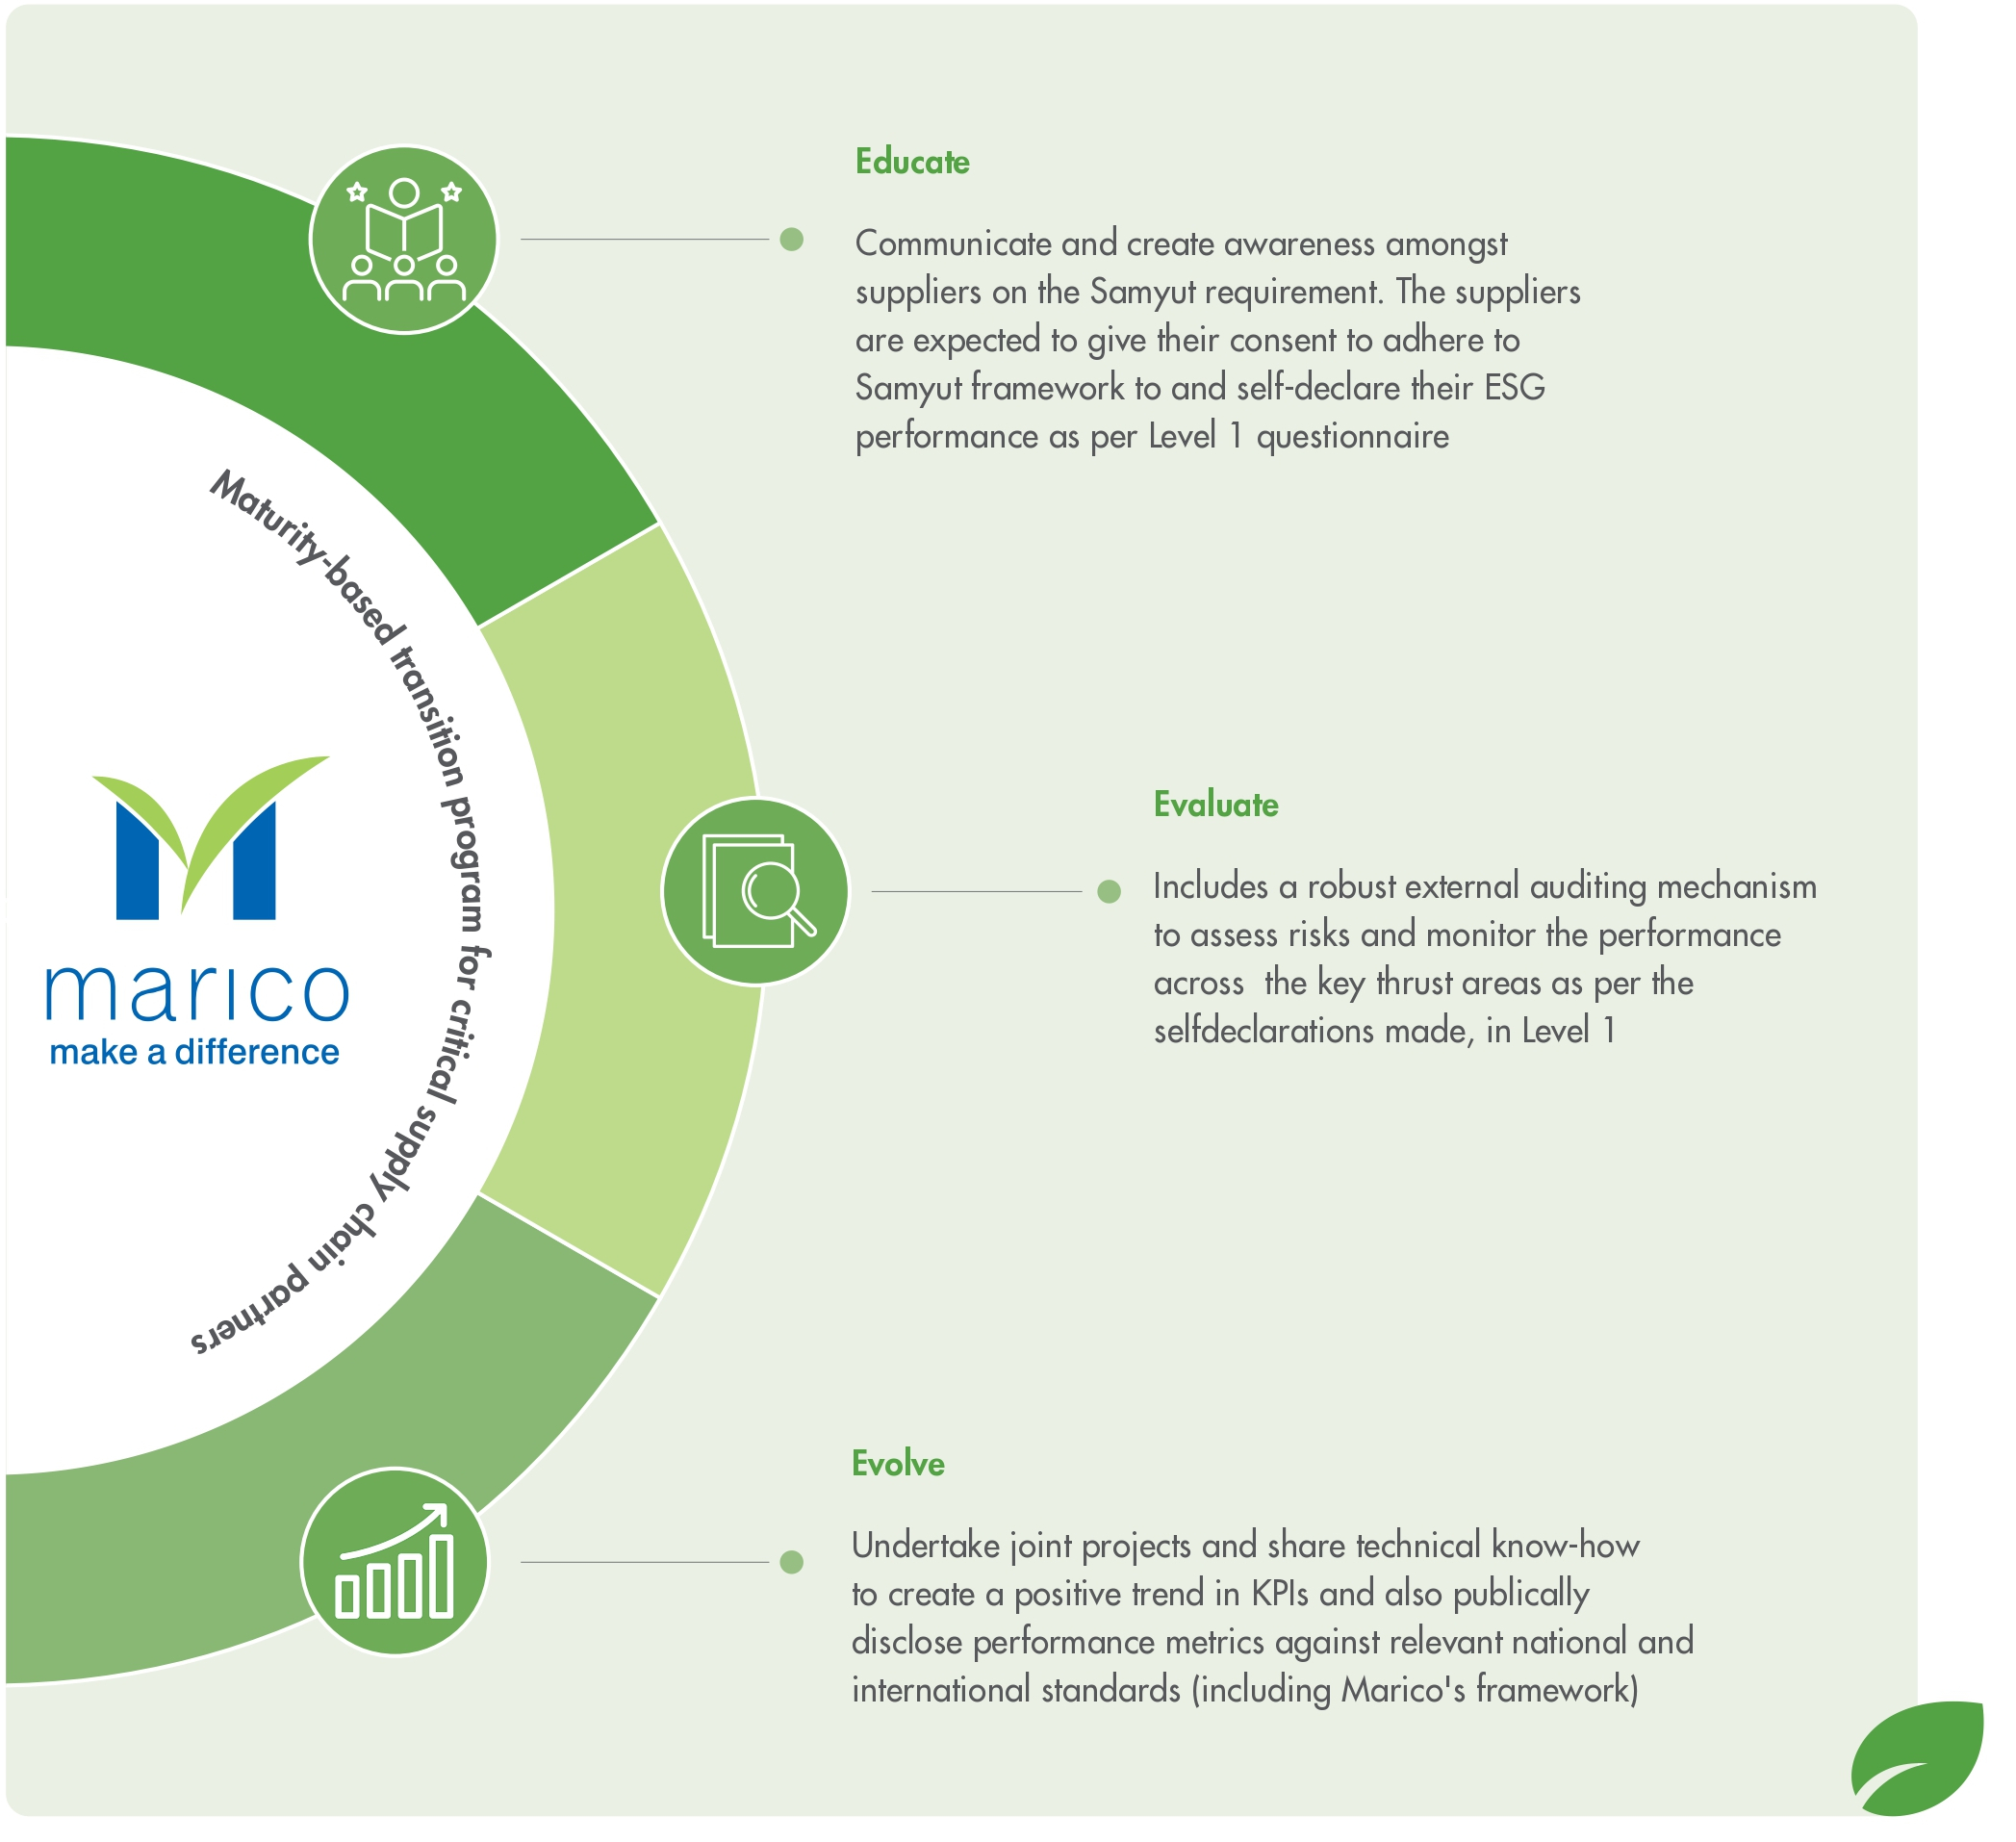 Educate
Communicate and create awareness amongst
suppliers on the Samyut requirement. The suppliers
are expected to give their consent to adhere to
Samyut framework to and self-declare their ESG
performance as per Level 1 questionnaire
Maturity-based transition program for critical supply chain partners
marico
make a difference
Evaluate
Includes a robust external auditing mechanism
to assess risks and monitor the performance
across  the key thrust areas as per the
selfdeclarations made, in Level 1
Evolve
Undertake joint projects and share technical know-how
to create a positive trend in KPIs and also publically
disclose performance metrics against relevant national and
international standards (including Marico's framework)